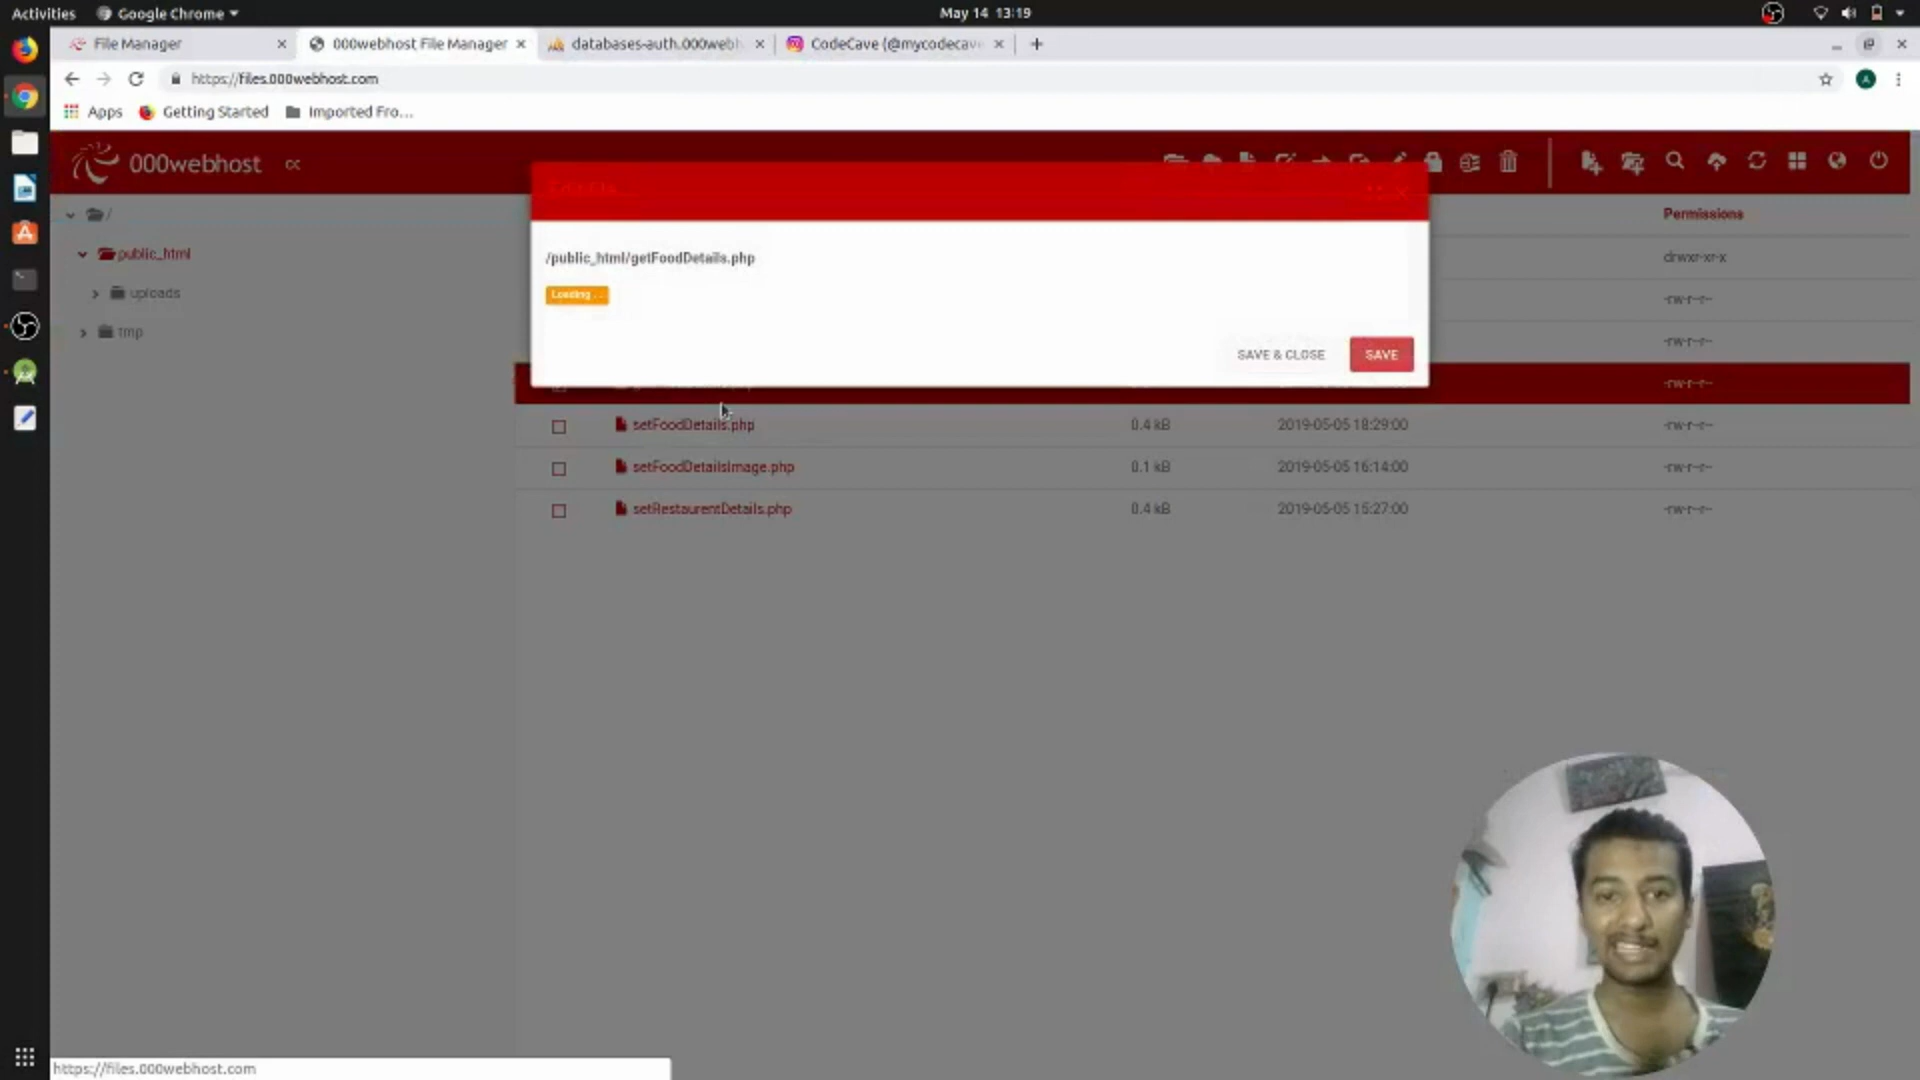 Activities
Google Chrome
May 14 13:19
File Manager
000webhost File Manager
databases-auth.000webh
CodeCave (@mycodecave
https://files.000webhost.com
Apps
Getting Started
Imported Fro...
000webhost
/
public_html
uploads
tmp
Permissions
drwxr-xr-x
-rw-r--r--
-rw-r--r--
-rw-r--r--
/public_html/getFoodDetails.php
Loading ...
SAVE & CLOSE
SAVE
setFoodDetails.php 0.4 kB 2019-05-05 18:29:00 -rw-r--r--
setFoodDetailsImage.php 0.1 kB 2019-05-05 16:14:00 -rw-r--r--
setRestaurentDetails.php 0.4 kB 2019-05-05 15:27:00 -rw-r--r--
https://files.000webhost.com